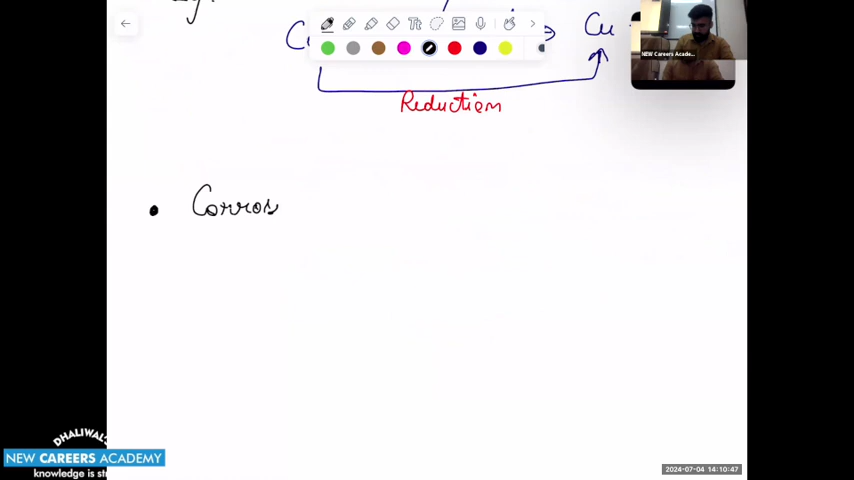 Cu
Tt
NEW Careers Acade...
Reduction
Corros
DHALIWAL'S
NEW CAREERS ACADEMY
knowledge is st
2024-07-04 14:10:47